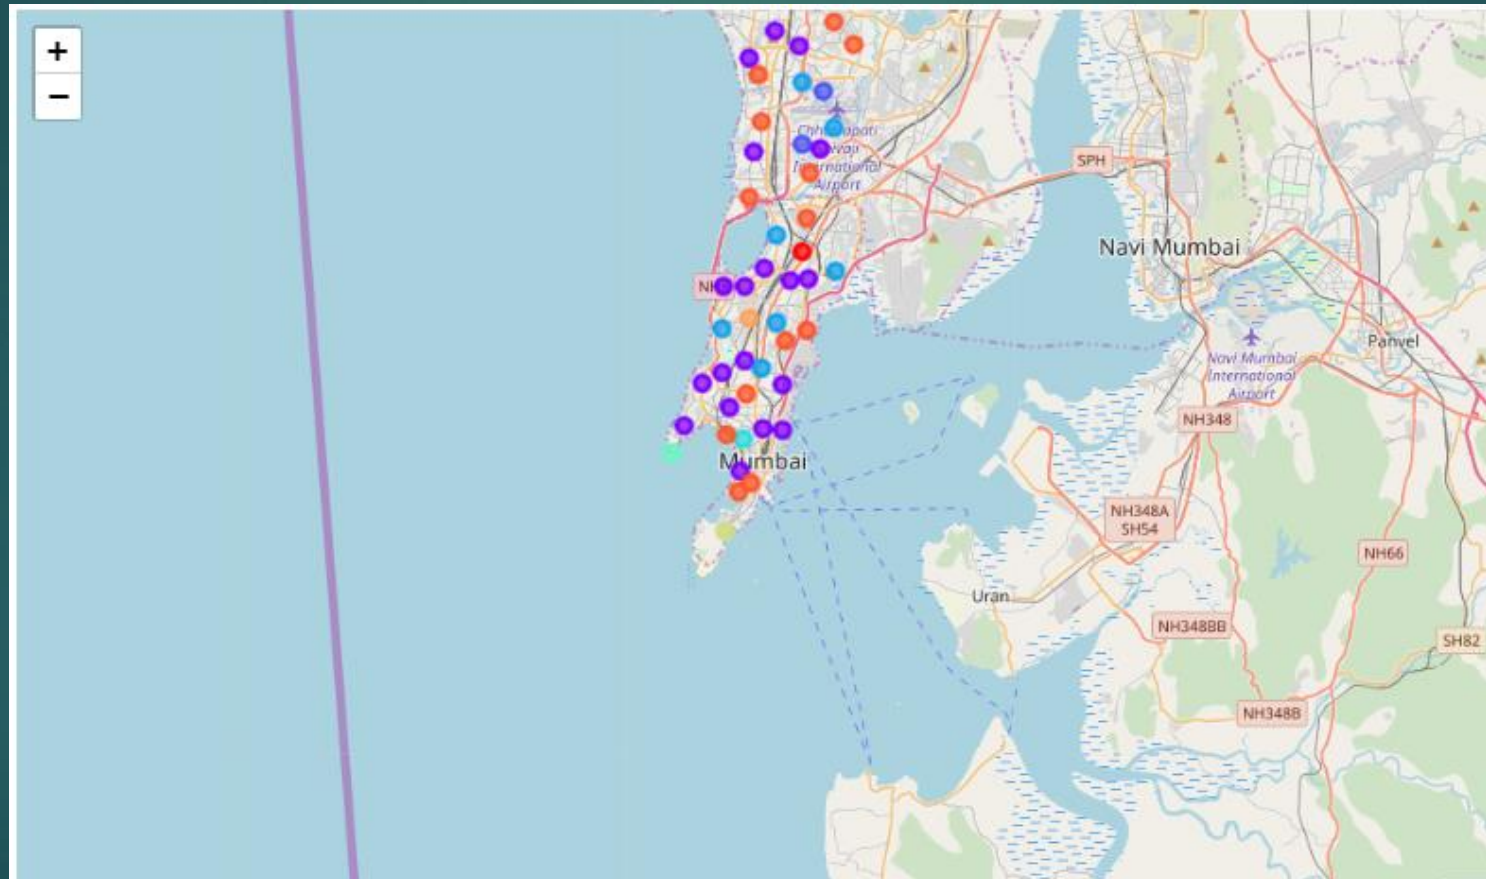 +
−
Chhatrapati
Shivaji
International
Airport
SPH
Navi Mumbai
Panvel
Navi Mumbai
International
Airport
NH348
Mumbai
NH348A
SH54
NH66
Uran
NH348BB
SH82
NH348B